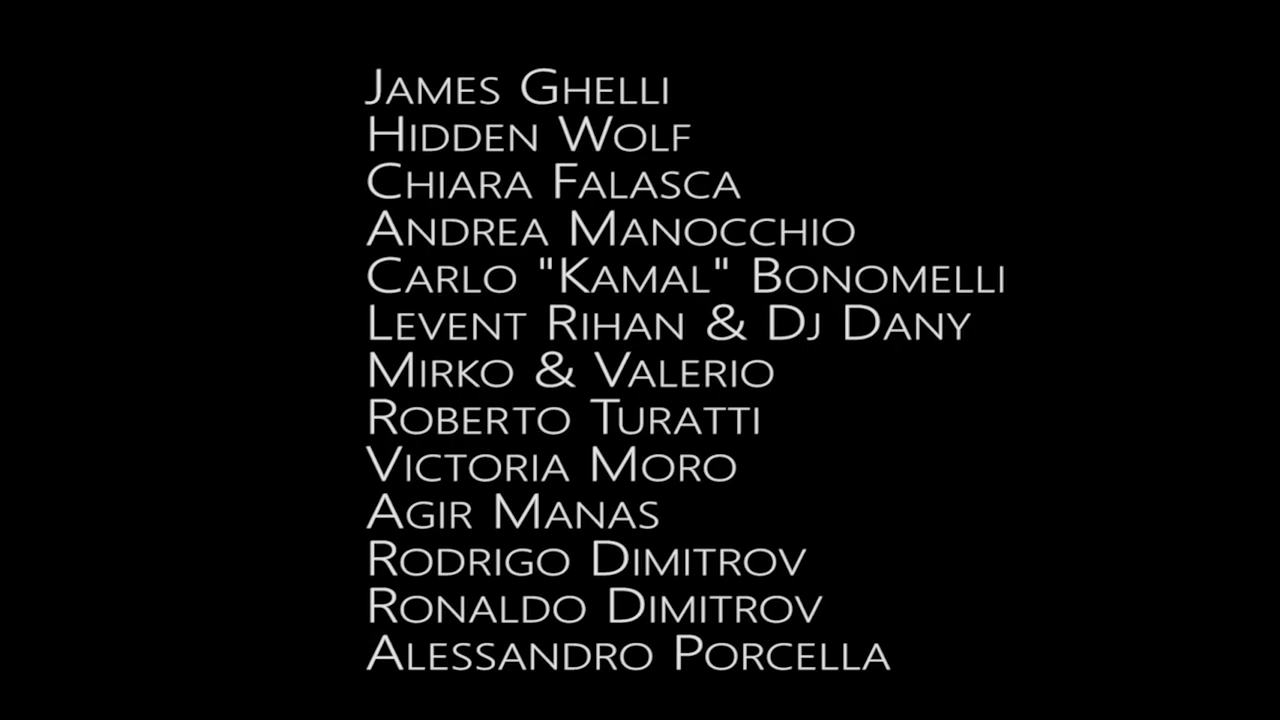 James Ghelli
Hidden Wolf
Chiara Falasca
Andrea Manocchio
Carlo "Kamal" Bonomelli
Levent Rihan & Dj Dany
Mirko & Valerio
Roberto Turatti
Victoria Moro
Agir Manas
Rodrigo Dimitrov
Ronaldo Dimitrov
Alessandro Porcella